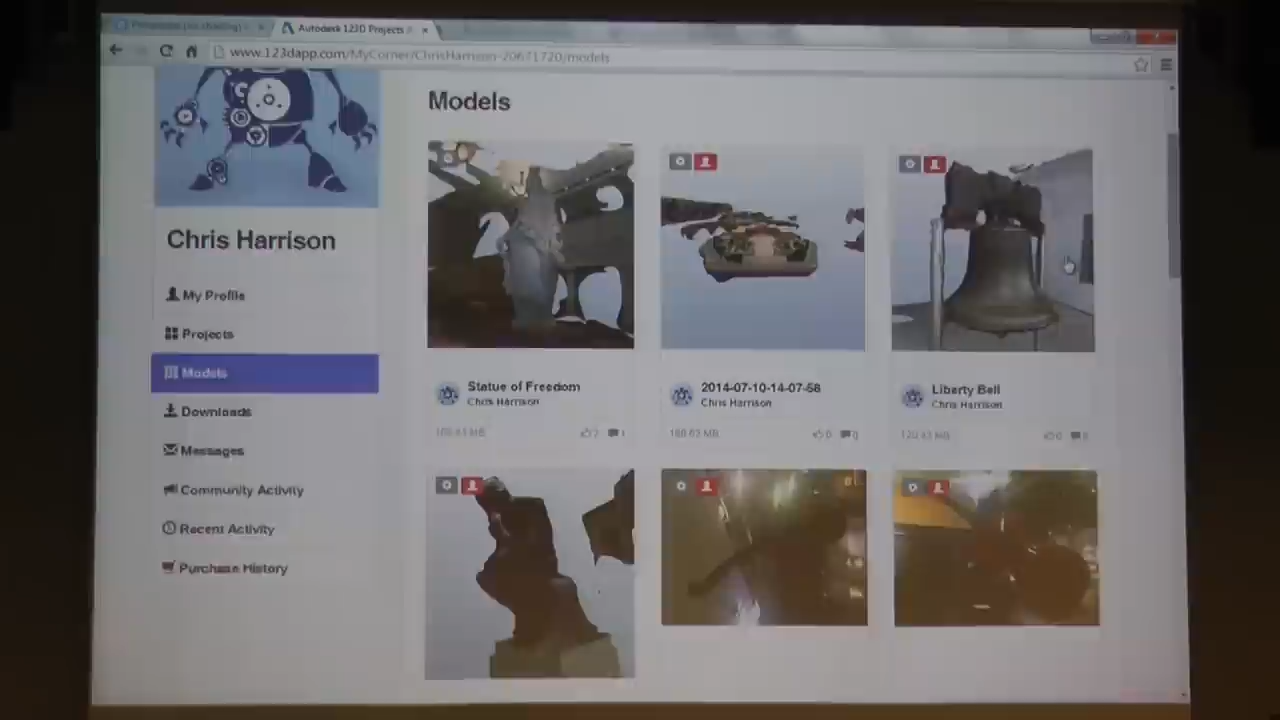 Autodesk 123D Projects
www.123dapp.com/MyCorner/ChrisHarrison-20671720/models
Models
Chris Harrison
My Profile
Projects
Models
Downloads
Messages
Community Activity
Recent Activity
Purchase History
Statue of Freedom
Chris Harrison
2014-07-10-14-07-58
Chris Harrison
Liberty Bell
Chris Harrison